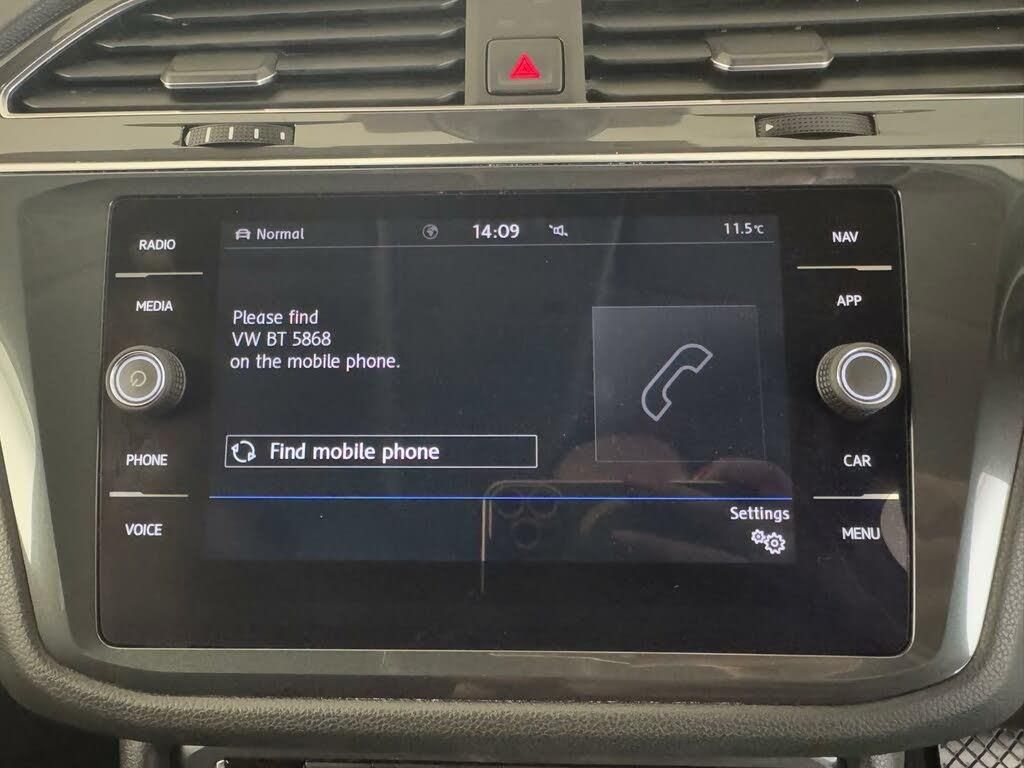 Normal
14:09
11.5°C
RADIO
MEDIA
PHONE
VOICE
Please find
VW BT 5868
on the mobile phone.
Find mobile phone
Settings
NAV
APP
CAR
MENU